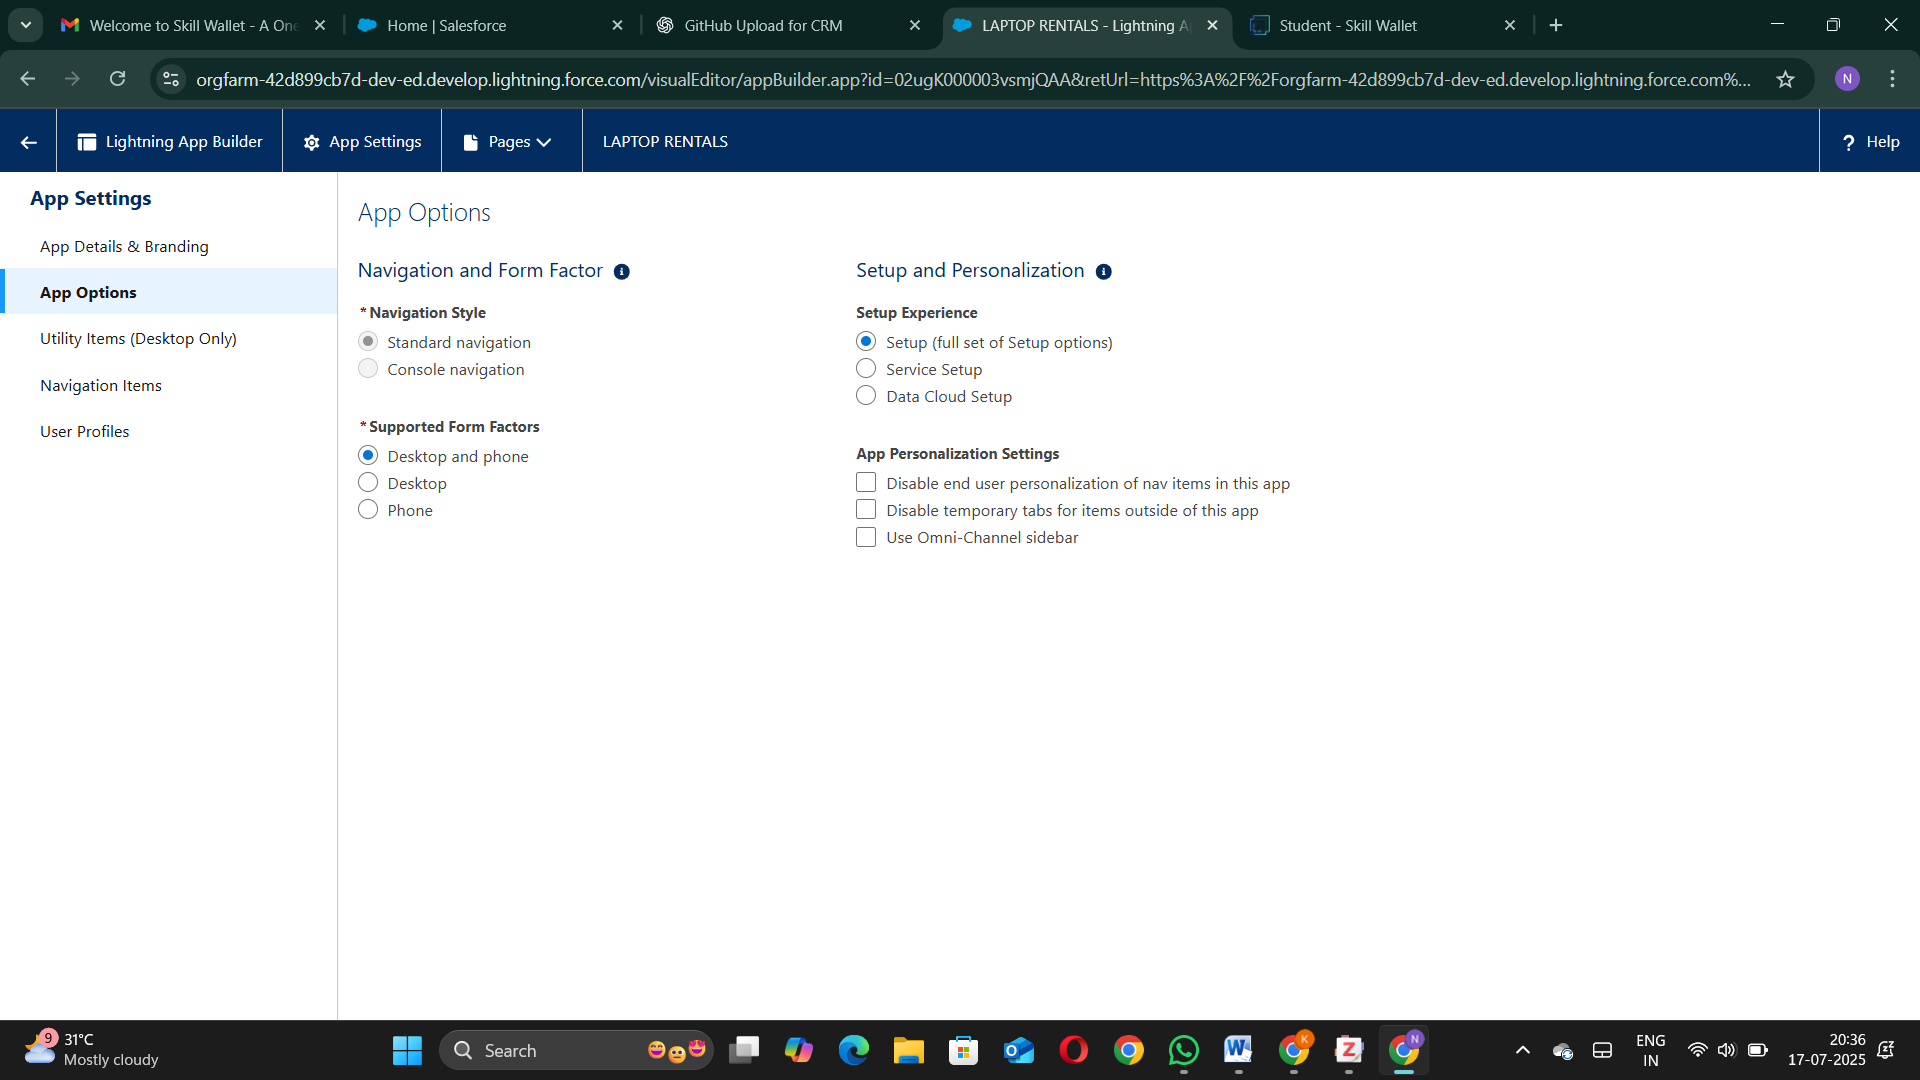 Welcome to Skill Wallet - A One
Home | Salesforce
GitHub Upload for CRM
LAPTOP RENTALS - Lightning A
Student - Skill Wallet
orgfarm-42d899cb7d-dev-ed.develop.lightning.force.com/visualEditor/appBuilder.app?id=02ugK000003vsmjQAA&retUrl=https%3A%2F%2Forgfarm-42d899cb7d-dev-ed.develop.lightning.force.com%...
N
Lightning App Builder
App Settings
Pages
LAPTOP RENTALS
? Help
App Settings
App Details & Branding
App Options
Utility Items (Desktop Only)
Navigation Items
User Profiles
App Options
Navigation and Form Factor
*Navigation Style
Standard navigation
Console navigation
*Supported Form Factors
Desktop and phone
Desktop
Phone
Setup and Personalization
Setup Experience
Setup (full set of Setup options)
Service Setup
Data Cloud Setup
App Personalization Settings
Disable end user personalization of nav items in this app
Disable temporary tabs for items outside of this app
Use Omni-Channel sidebar
9
31°C
Mostly cloudy
Search
K
N
ENG
IN
20:36
17-07-2025